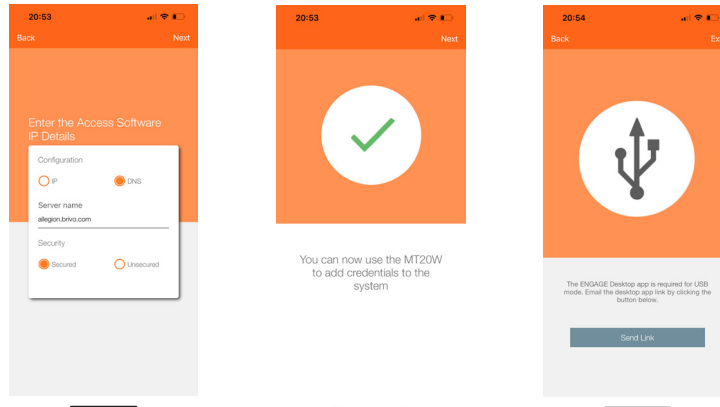 20:53
Back
Next
Enter the Access Software
IP Details
Configuration
IP
DNS
Server name
allegion.brivo.com
Security
Secured
Unsecured
20:53
Next
You can now use the MT20W
to add credentials to the
system
20:54
Back
Ex
The ENGAGE Desktop app is required for USB
mode. Email the desktop app link by clicking the
button below.
Send Link